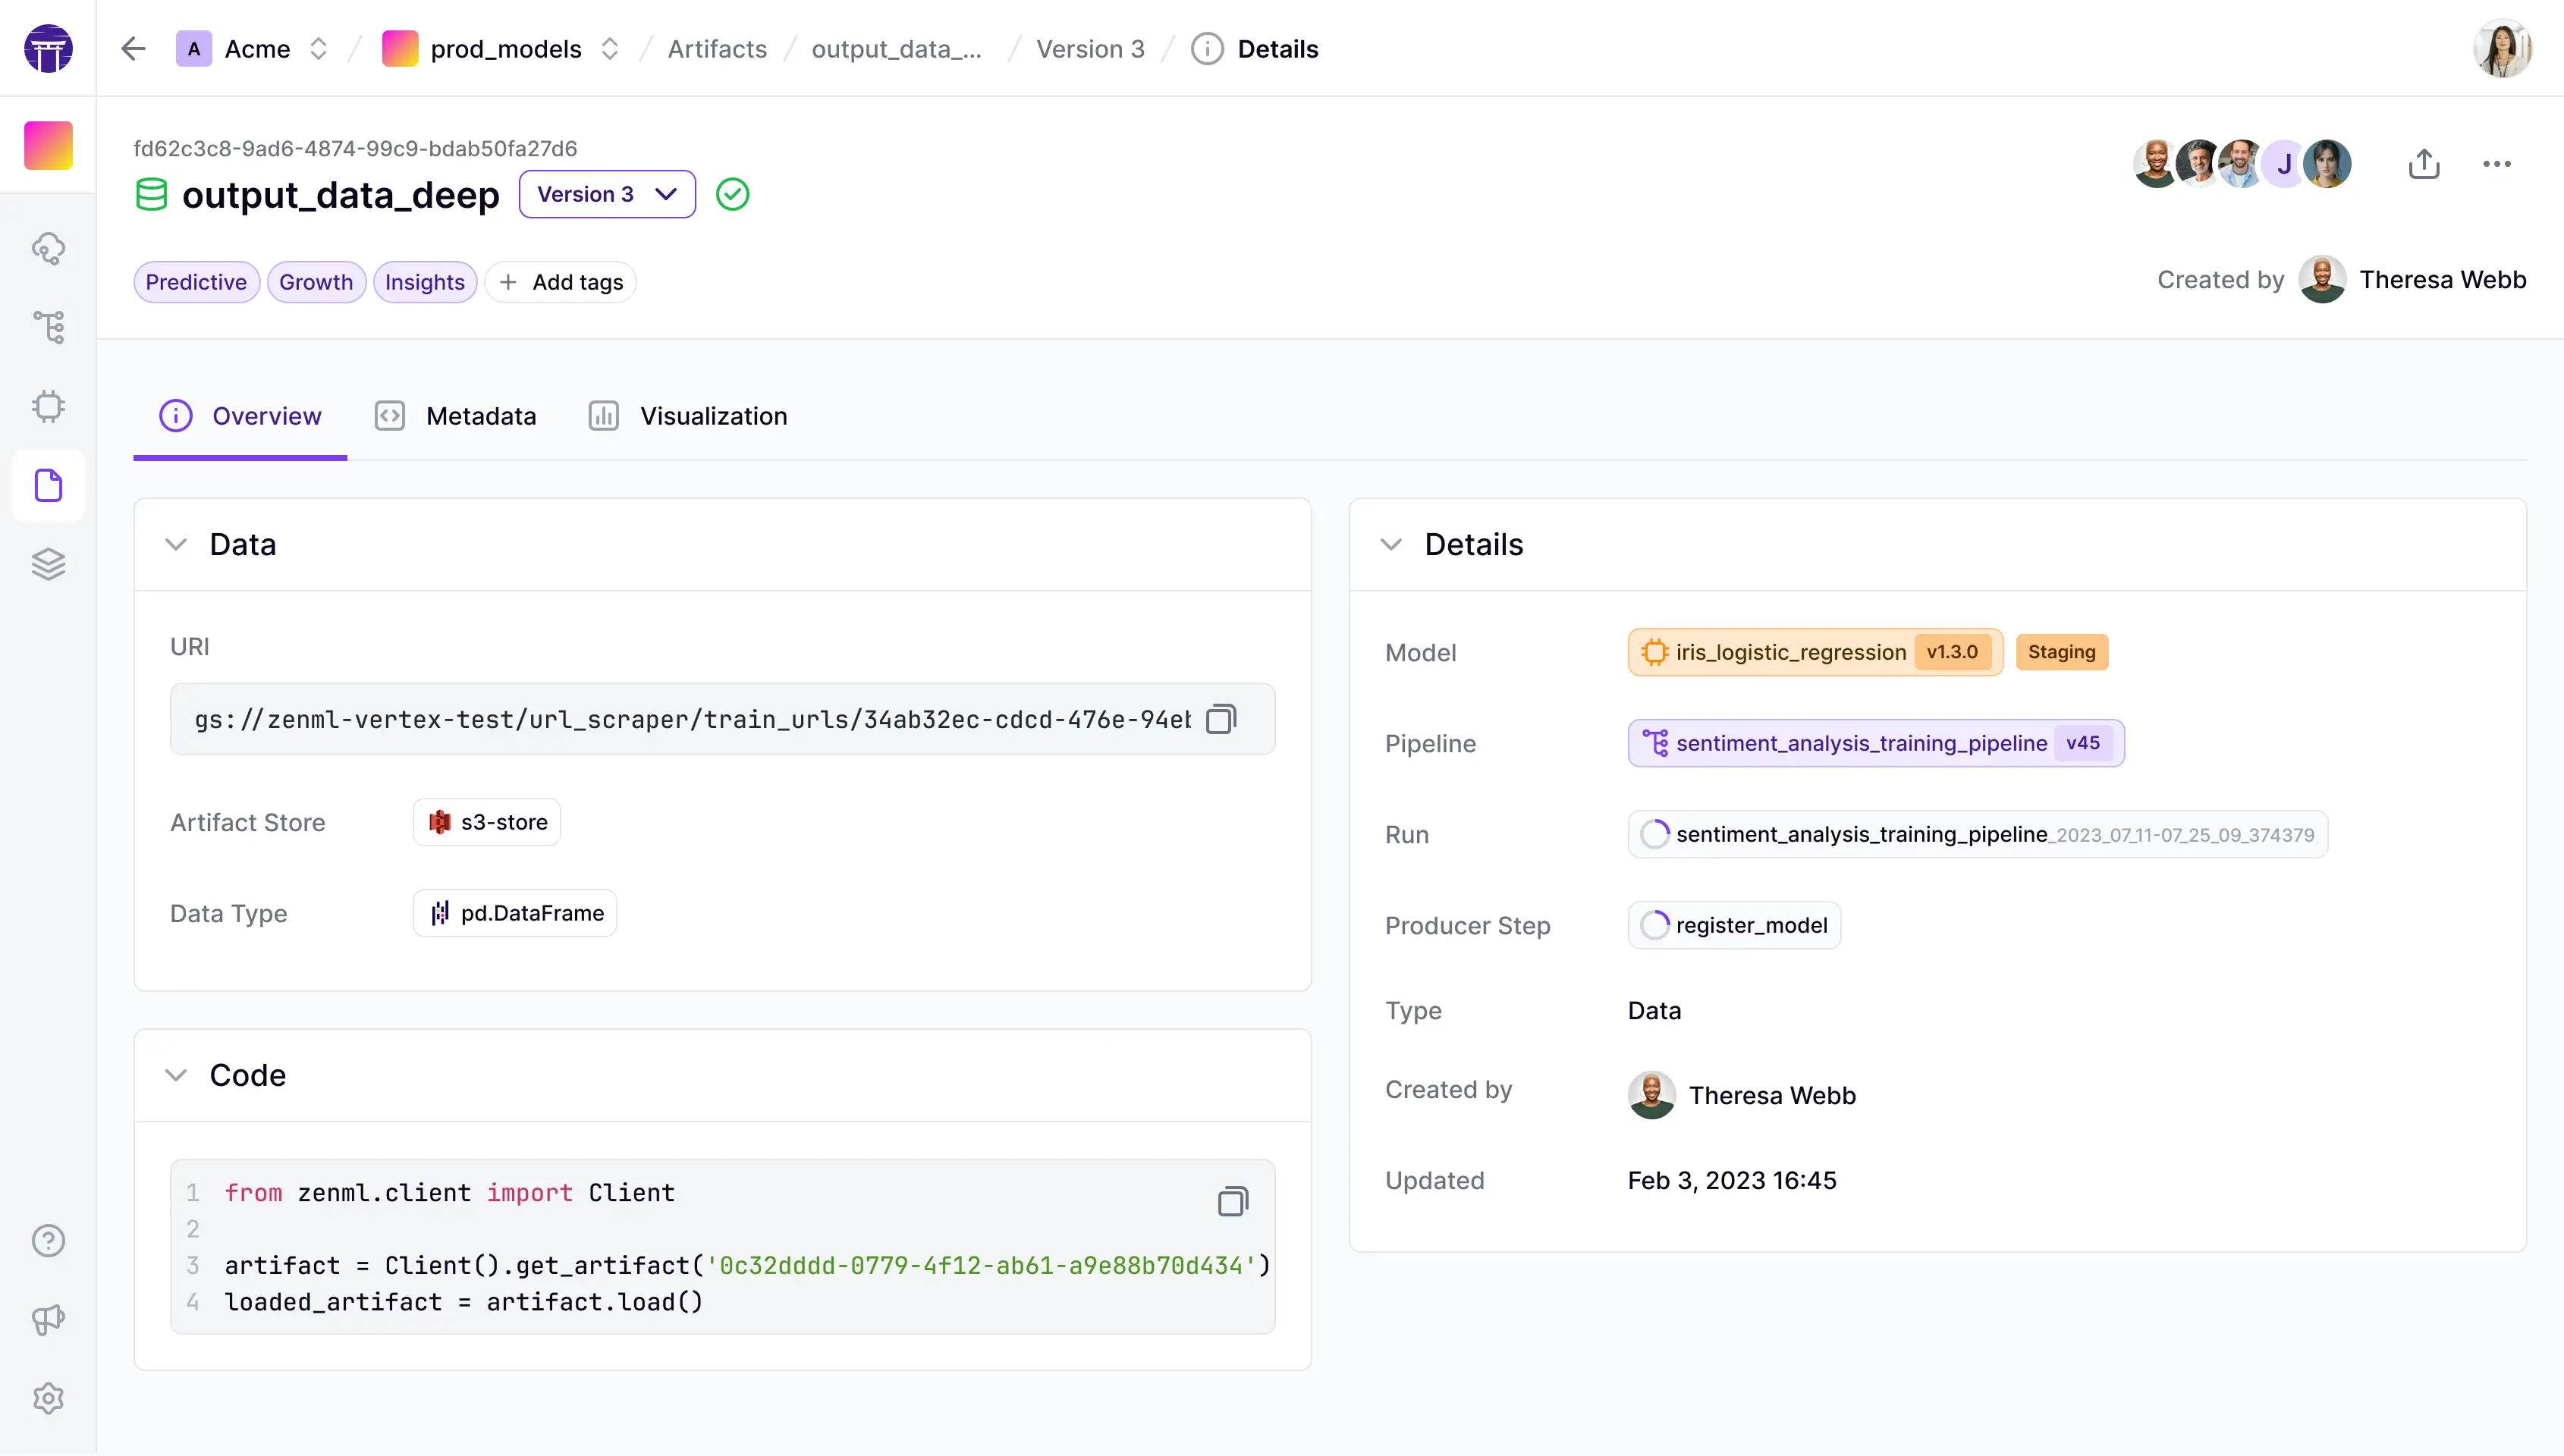 A Acme / prod_models / Artifacts / output_data_... / Version 3 / Details
fd62c3c8-9ad6-4874-99c9-bdab50fa27d6
output_data_deep Version 3
J
Predictive Growth Insights + Add tags
Created by Theresa Webb
Overview Metadata Visualization
Data
URI
gs://zenml-vertex-test/url_scraper/train_urls/34ab32ec-cdcd-476e-94eb
Artifact Store s3-store
Data Type pd.DataFrame
Code
1 from zenml.client import Client
2
3 artifact = Client().get_artifact('0c32dddd-0779-4f12-ab61-a9e88b70d434')
4 loaded_artifact = artifact.load()
Details
Model iris_logistic_regression v1.3.0 Staging
Pipeline sentiment_analysis_training_pipeline v45
Run sentiment_analysis_training_pipeline_2023_07_11-07_25_09_374379
Producer Step register_model
Type Data
Created by Theresa Webb
Updated Feb 3, 2023 16:45